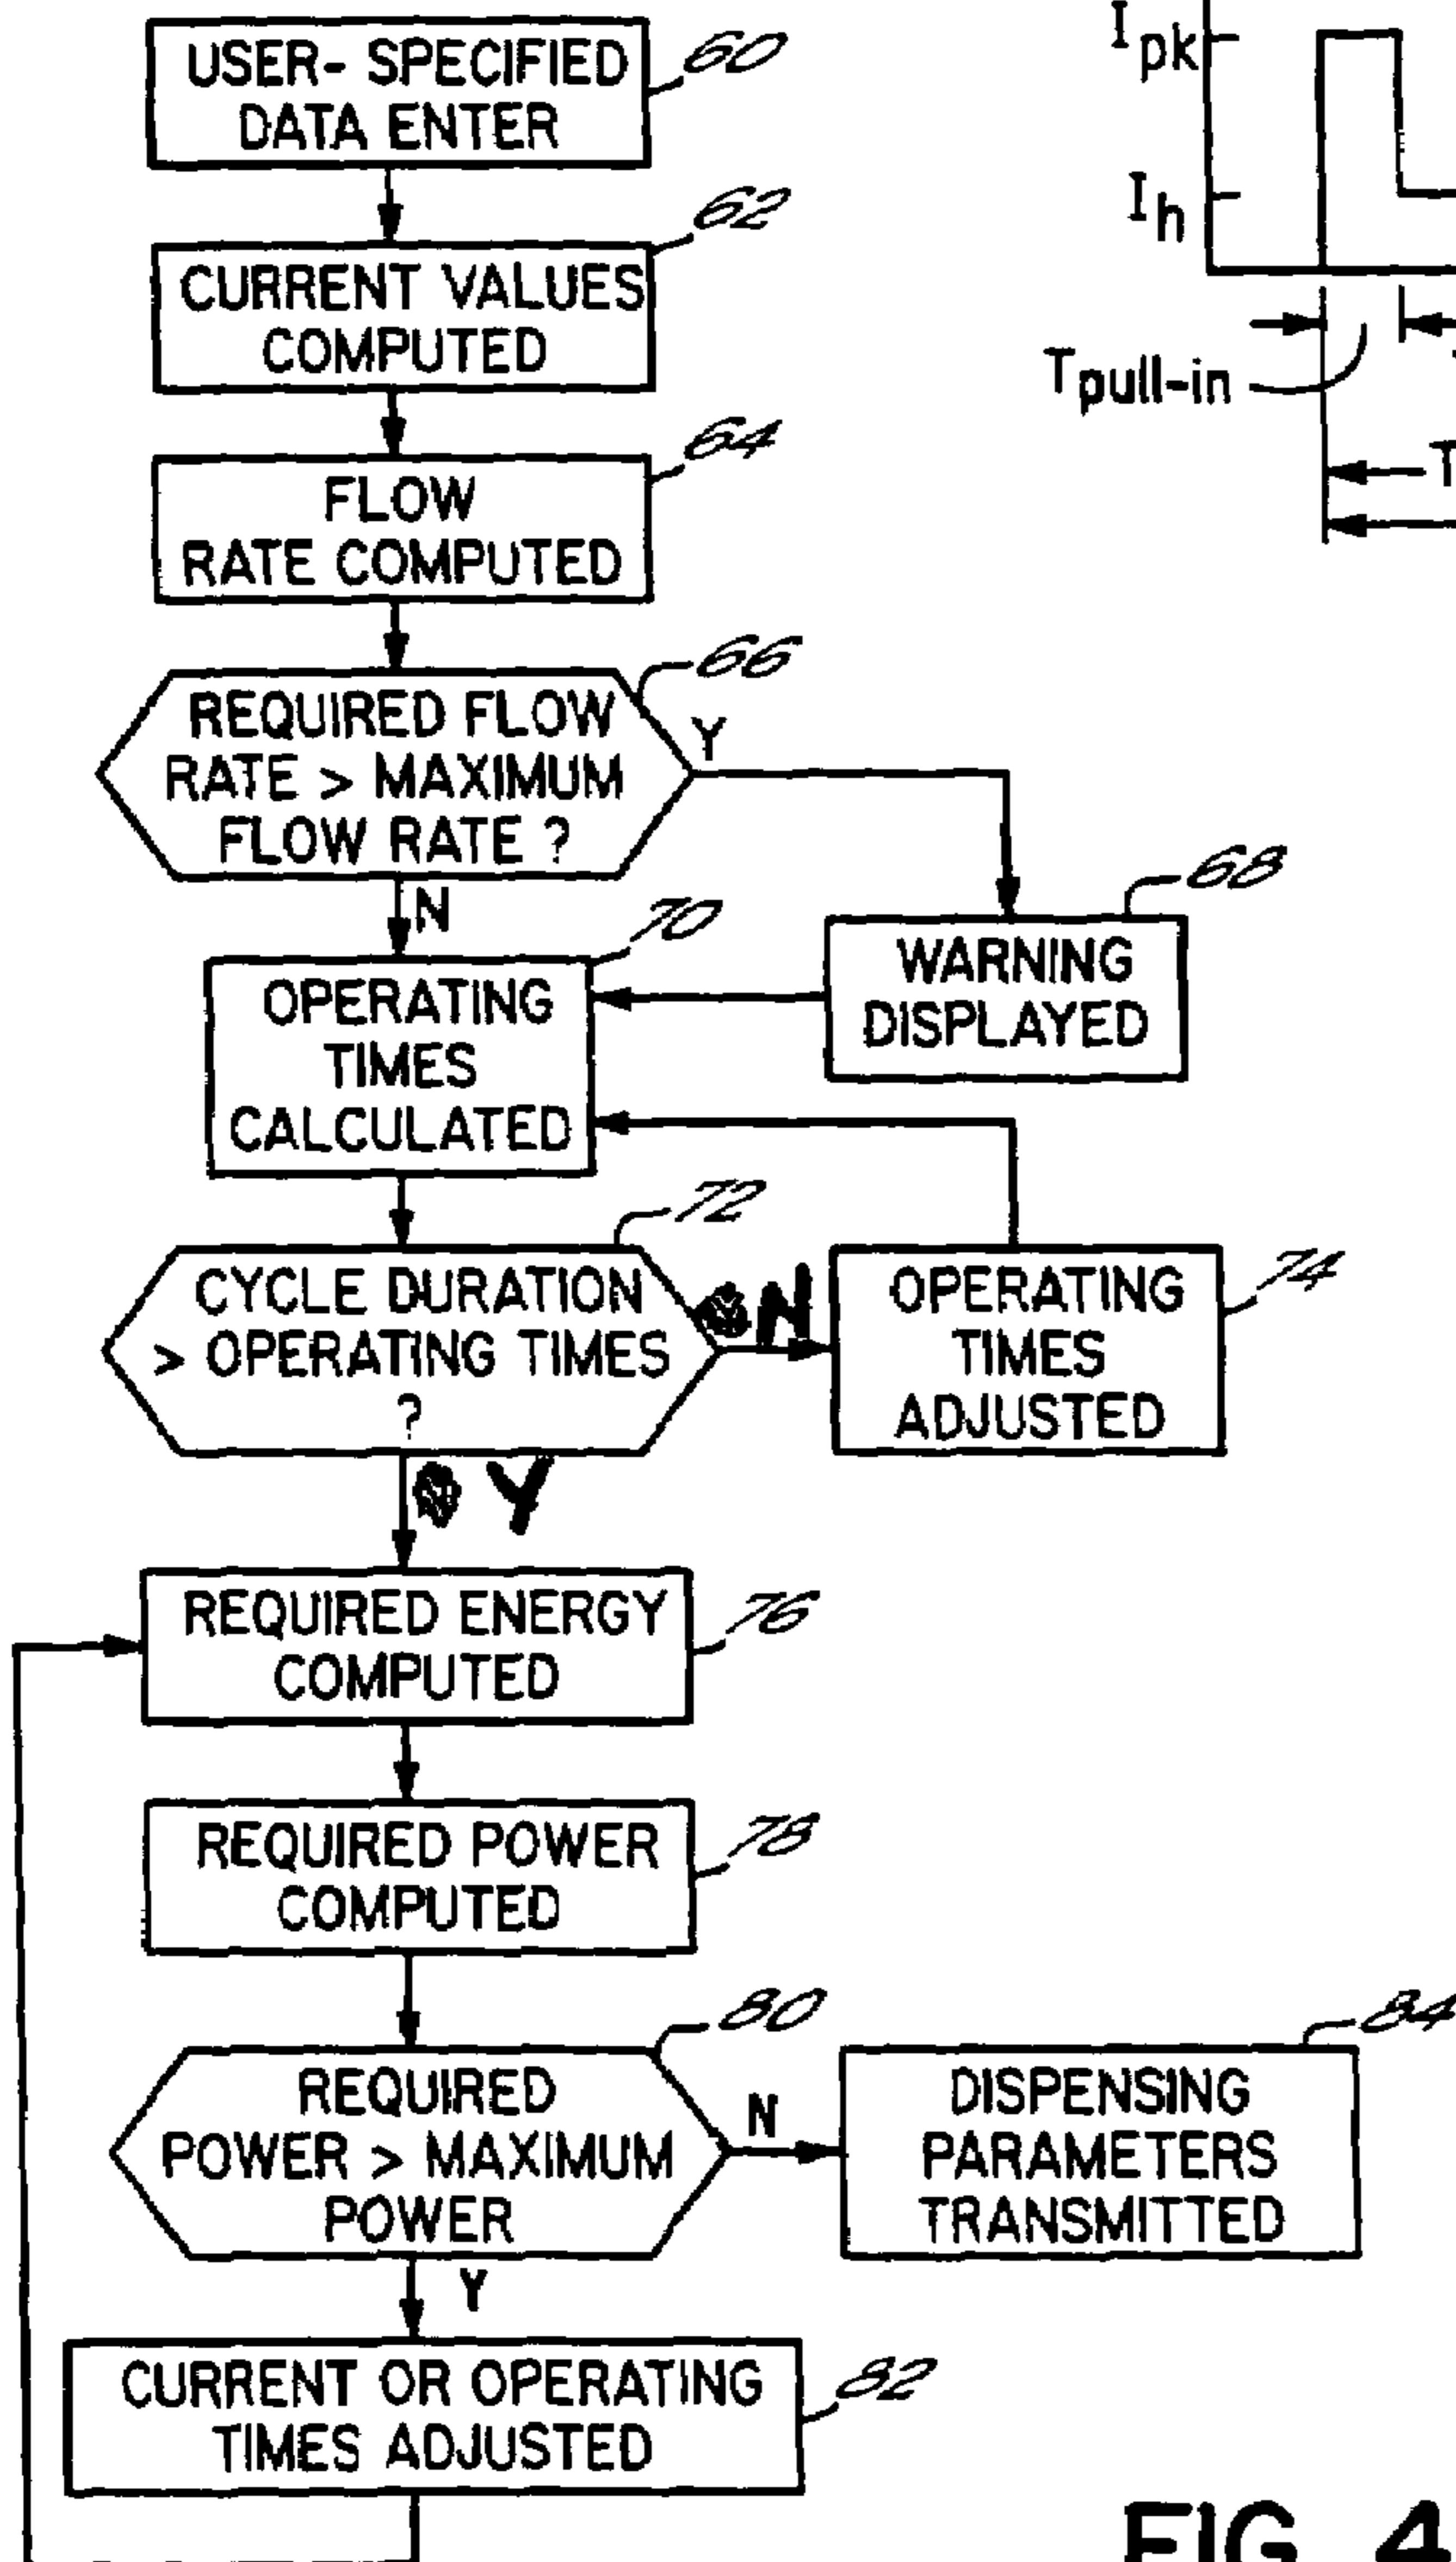 USER- SPECIFIED
DATA ENTER
60
CURRENT VALUES
COMPUTED
62
FLOW
RATE COMPUTED
64
REQUIRED FLOW
RATE > MAXIMUM
FLOW RATE ?
66
Y
N
WARNING
DISPLAYED
68
OPERATING
TIMES
CALCULATED
70
CYCLE DURATION
> OPERATING TIMES
?
72
N
OPERATING
TIMES
ADJUSTED
74
Y
REQUIRED ENERGY
COMPUTED
76
REQUIRED POWER
COMPUTED
78
REQUIRED
POWER > MAXIMUM
POWER
80
N
DISPENSING
PARAMETERS
TRANSMITTED
84
Y
CURRENT OR OPERATING
TIMES ADJUSTED
82
Ipk
Ih
Tpull-in
T
FIG. 4